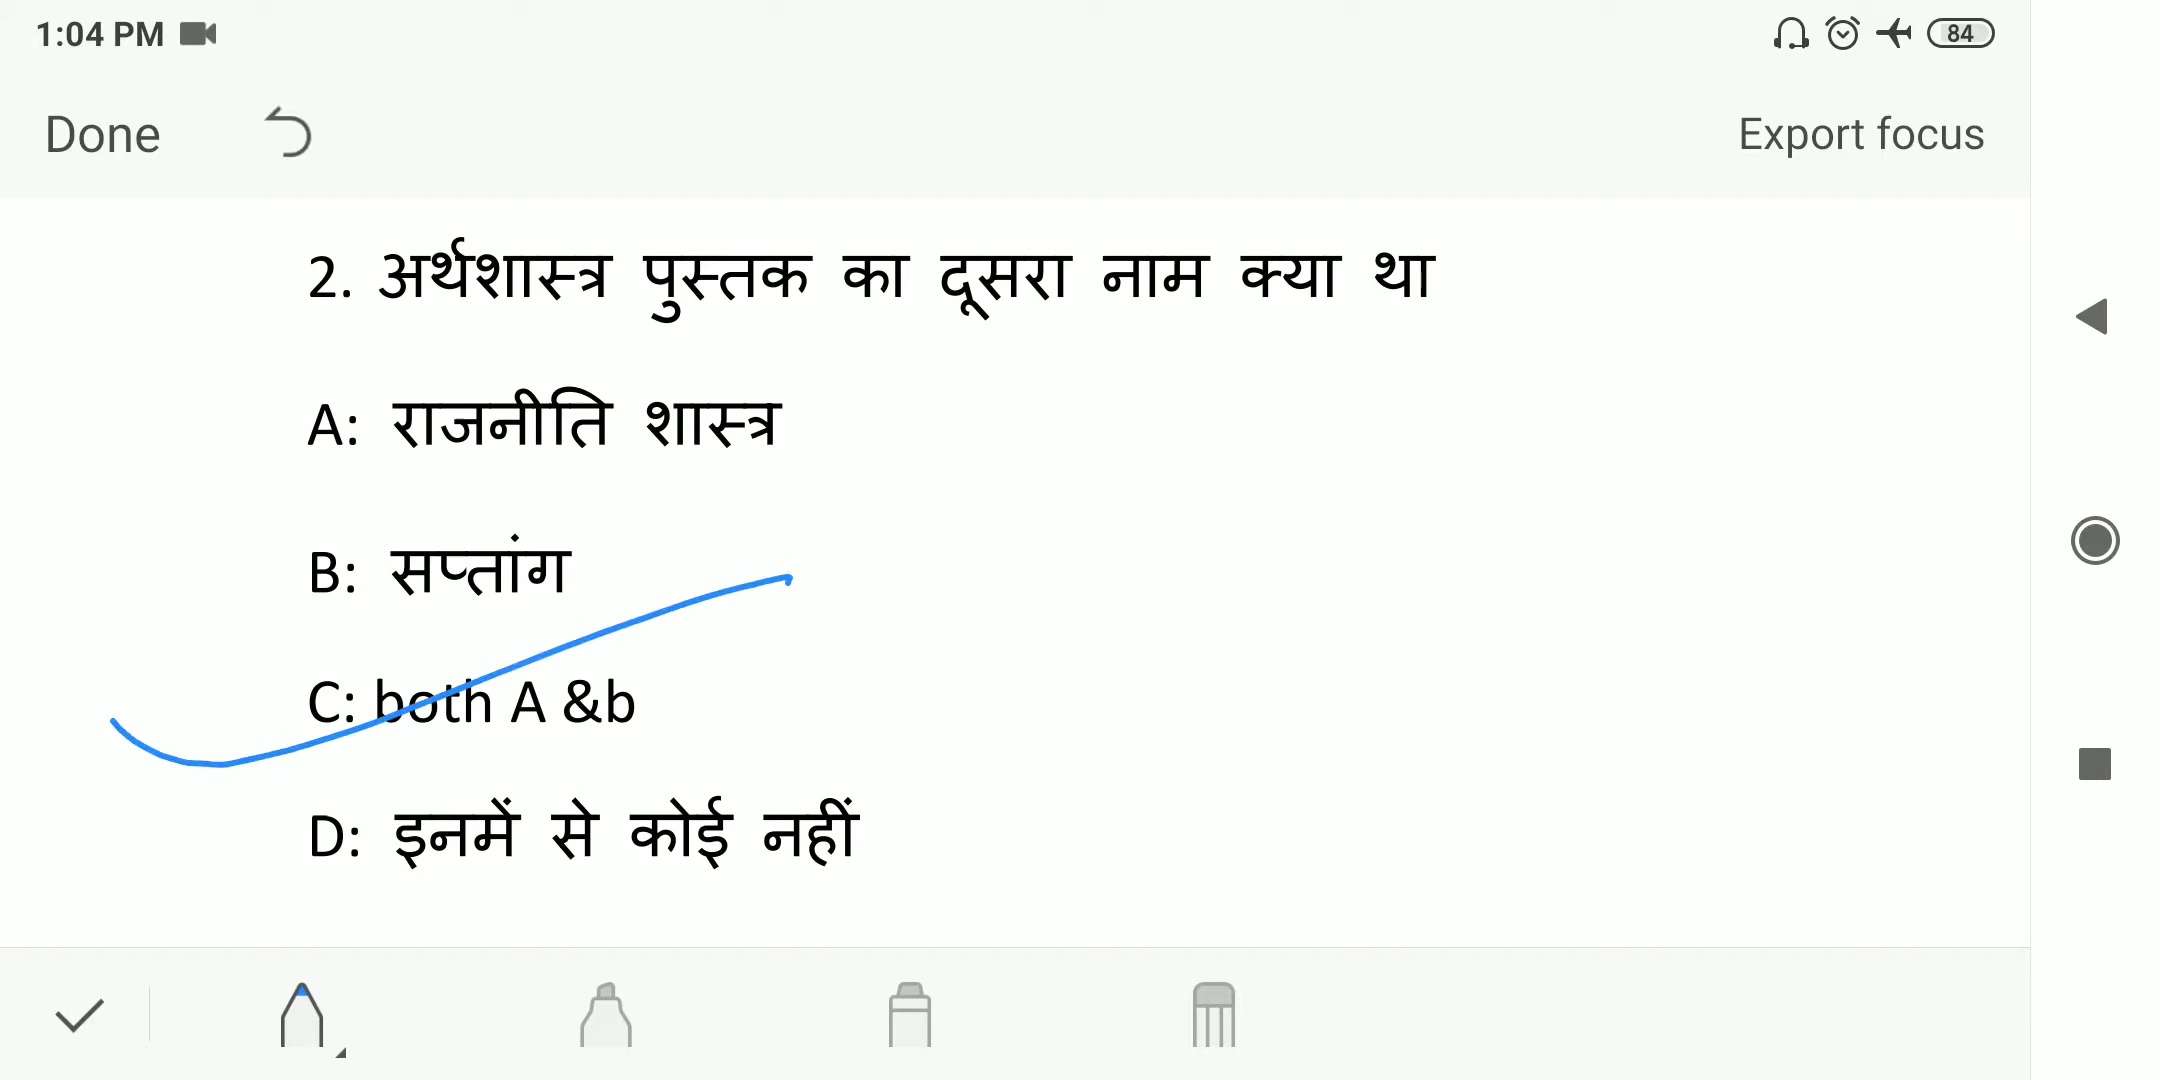 1:04 PM
84
Done
Export focus
2. अर्थशास्त्र पुस्तक का दूसरा नाम क्या था
A: राजनीति शास्त्र
B: सप्तांग
C: both A &b
D: इनमें से कोई नहीं